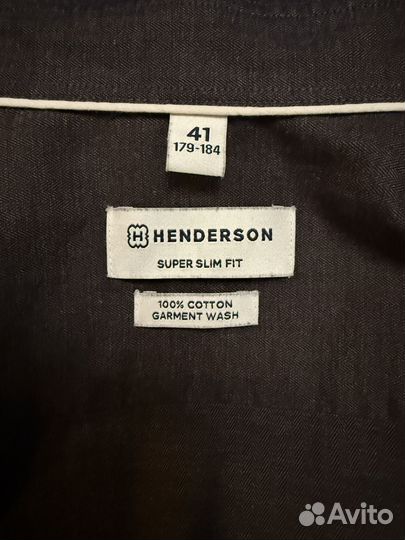 41
179-184
H HENDERSON
SUPER SLIM FIT
100% COTTON
GARMENT WASH
Avito